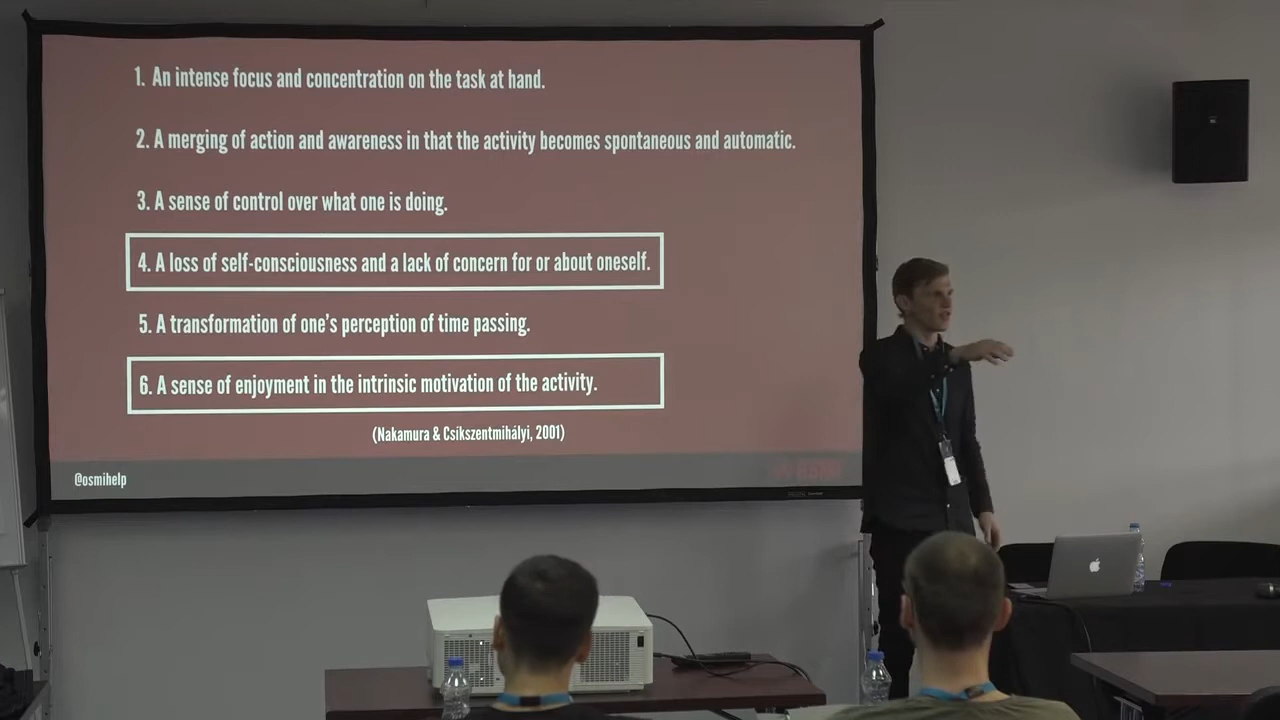 1. An intense focus and concentration on the task at hand.
2. A merging of action and awareness in that the activity becomes spontaneous and automatic.
3. A sense of control over what one is doing.
4. A loss of self-consciousness and a lack of concern for or about oneself.
5. A transformation of one's perception of time passing.
6. A sense of enjoyment in the intrinsic motivation of the activity.
(Nakamura & Csíkszentmihályi, 2001)
@osmihelp